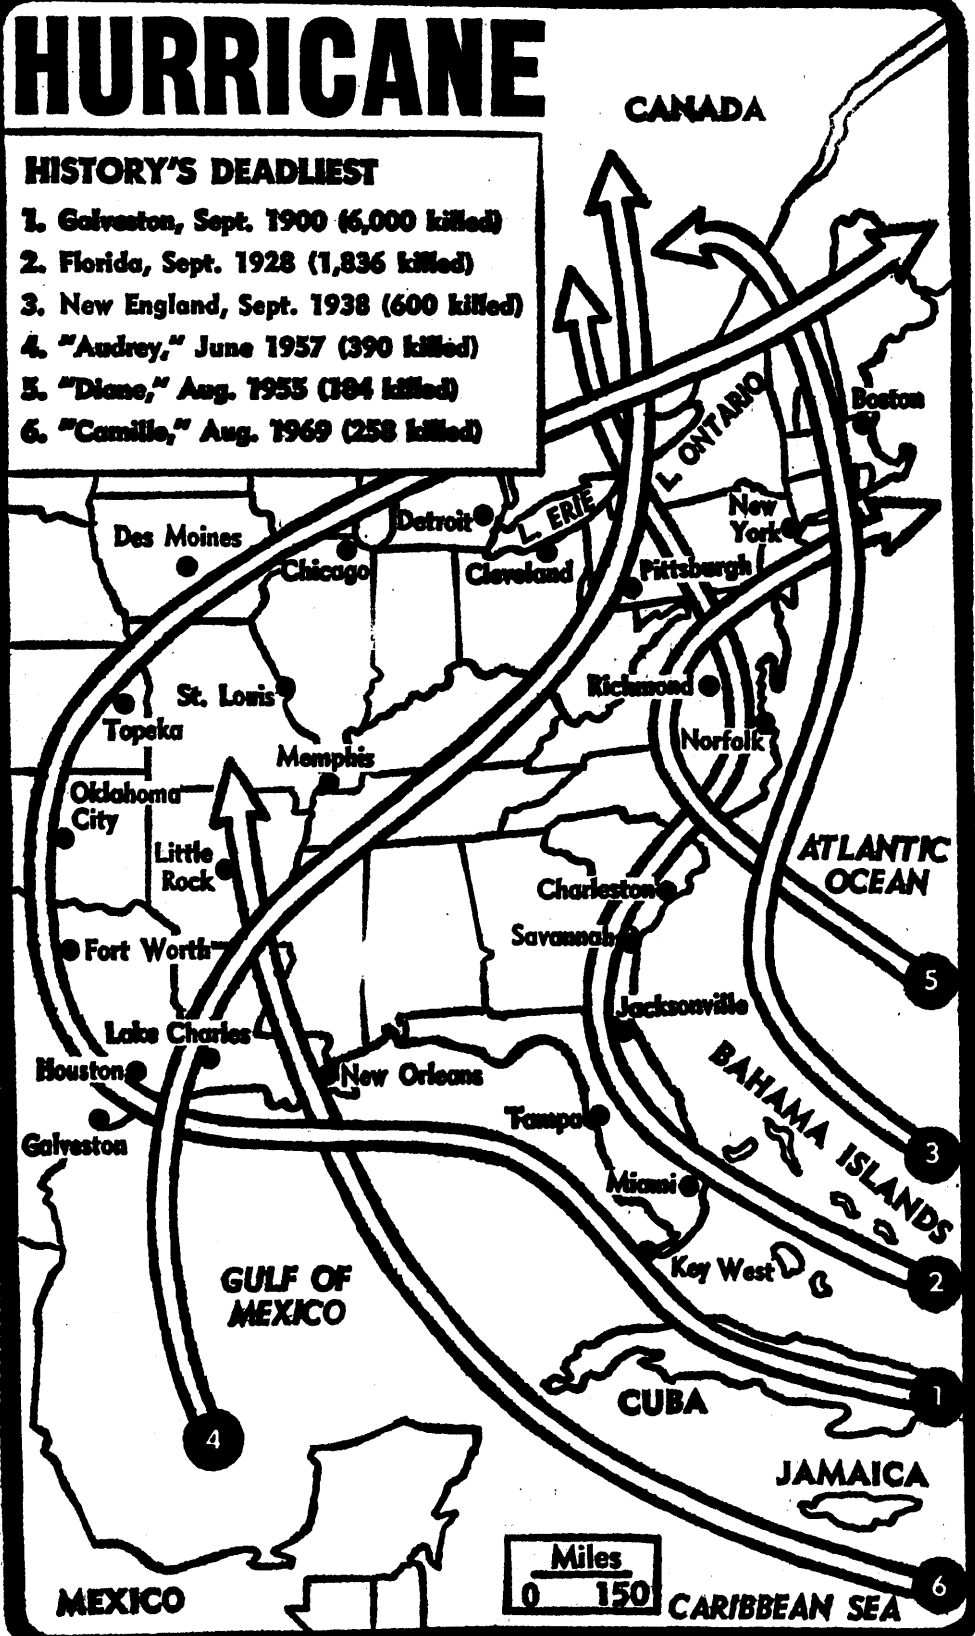 HURRICANE
CANADA
HISTORY'S DEADLIEST
1. Galveston, Sept. 1900 (6,000 killed)
2. Florida, Sept. 1928 (1,836 killed)
3. New England, Sept. 1938 (600 killed)
4. "Audrey," June 1957 (390 killed)
5. "Diane," Aug. 1955 (184 killed)
6. "Camille," Aug. 1969 (258 killed)
L. ONTARIO
Boston
L. ERIE
Detroit
New
York
Des Moines
Chicago
Cleveland
Pittsburgh
St. Louis
Richmond
Topeka
Norfolk
Memphis
Oklahoma
City
Little
Rock
ATLANTIC
OCEAN
Charleston
Savannah
Fort Worth
5
Jacksonville
Lake Charles
Houston
New Orleans
BAHAMA ISLANDS
Tampa
Galveston
3
Miami
Key West
2
GULF OF
MEXICO
1
CUBA
4
JAMAICA
Miles
0 150
6
MEXICO
CARIBBEAN SEA